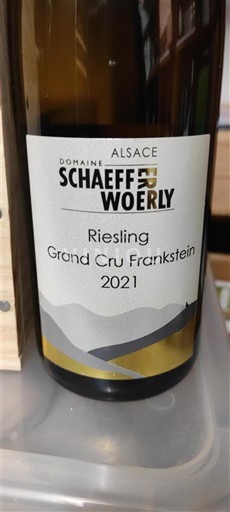 ALSACE
DOMAINE
SCHAEFFER
WOERLY
Riesling
Grand Cru Frankstein
2021